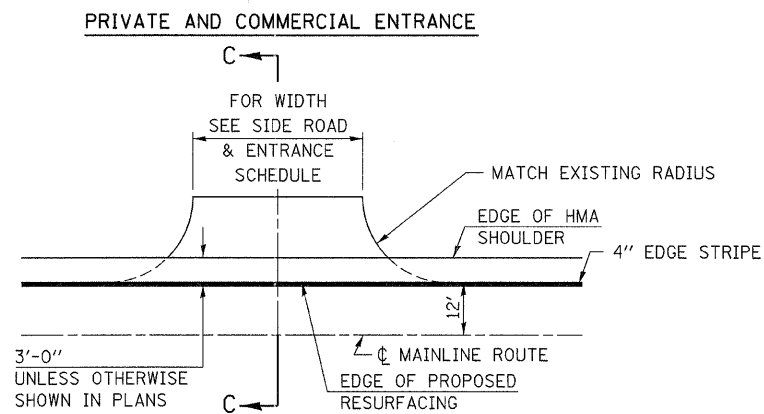 PRIVATE AND COMMERCIAL ENTRANCE
C
FOR WIDTH
SEE SIDE ROAD
& ENTRANCE
SCHEDULE
MATCH EXISTING RADIUS
EDGE OF HMA
SHOULDER
4" EDGE STRIPE
12'
3'-0"
UNLESS OTHERWISE
SHOWN IN PLANS
℄ MAINLINE ROUTE
EDGE OF PROPOSED
RESURFACING
C